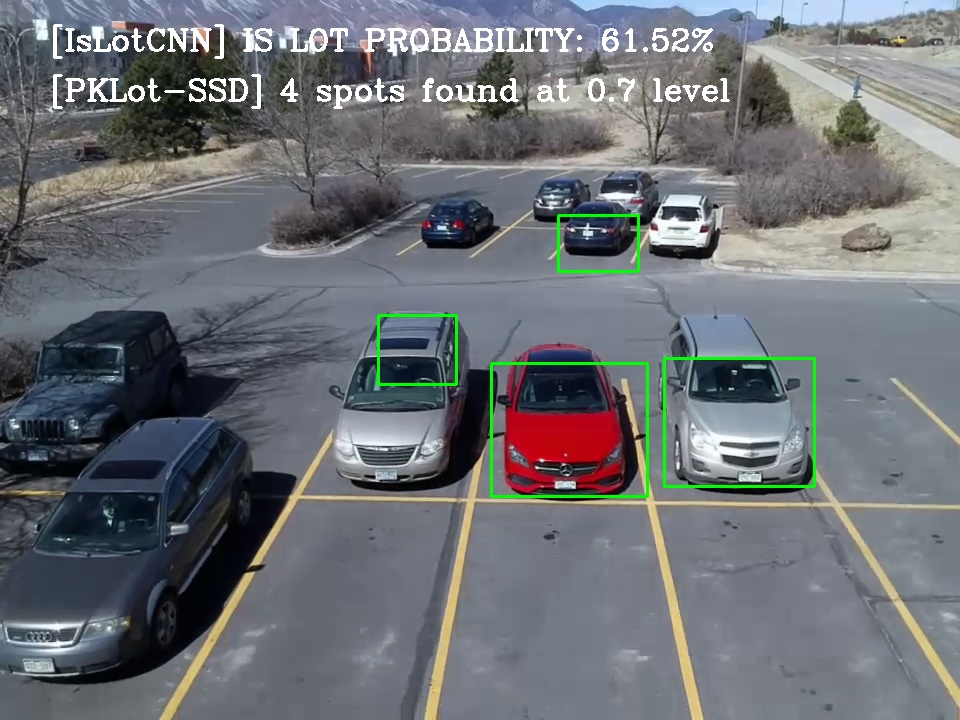 [IsLotCNN] IS LOT PROBABILITY: 61.52%
[PKLot-SSD] 4 spots found at 0.7 level